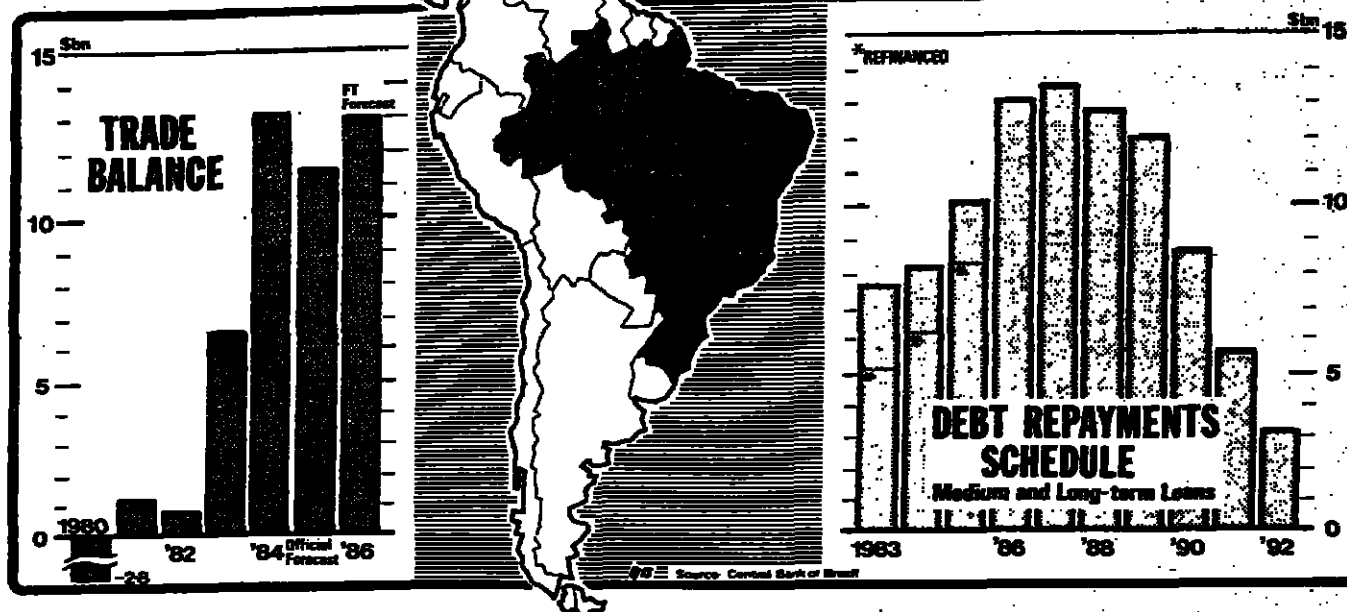 $bn
15
FT
Forecast
TRADE
BALANCE
10
5
0
1980
'82
'84
Official
Forecast
'86
Source Central Bank of Brazil
$bn
15
*REFINANCED
10
5
DEBT REPAYMENTS
SCHEDULE
Medium and Long-term Loans
0
1983
'86
'88
'90
'92